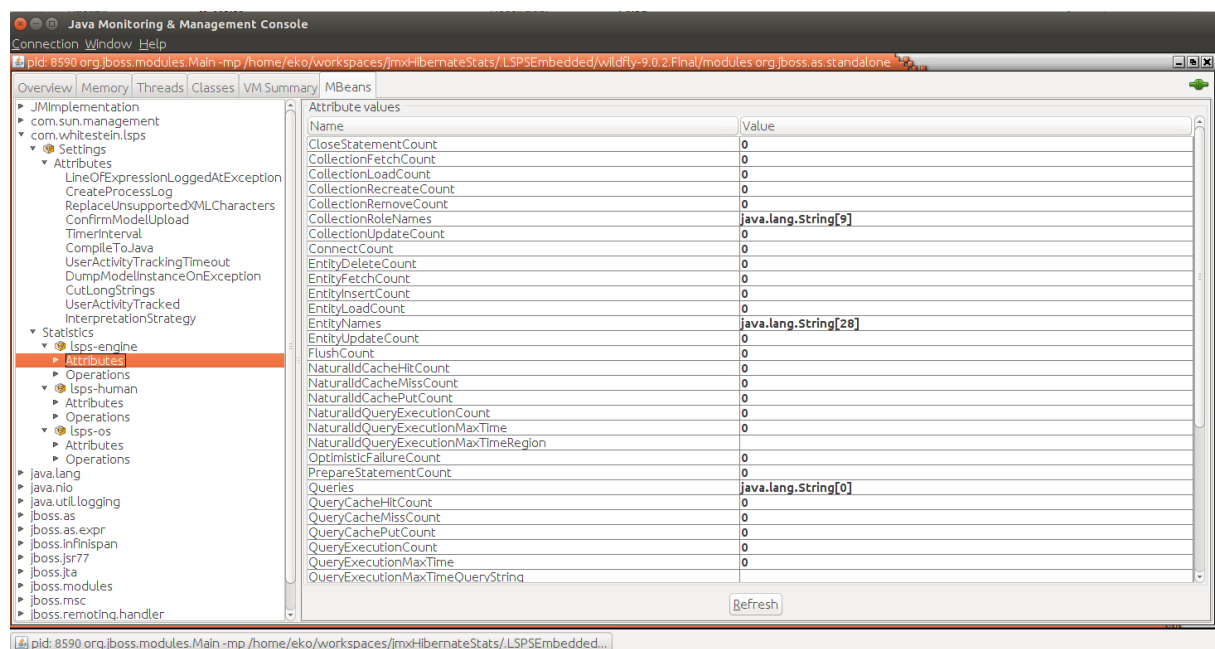 Java Monitoring & Management Console
Connection Window Help
pid: 8590 org.jboss.modules.Main -mp /home/eko/workspaces/jmxHibernateStats/.LSPSEmbedded/wildfly-9.0.2.Final/modules org.jboss.as.standalone
Overview Memory Threads Classes VM Summary MBeans
JMImplementation
com.sun.management
com.whitestein.lsps
Settings
Attributes
LineOfExpressionLoggedAtException
CreateProcessLog
ReplaceUnsupportedXMLCharacters
ConfirmModelUpload
TimerInterval
CompileToJava
UserActivityTrackingTimeout
DumpModelInstanceOnException
CutLongStrings
UserActivityTracked
InterpretationStrategy
Statistics
lsps-engine
Attributes
Operations
lsps-human
Attributes
Operations
lsps-os
Attributes
Operations
java.lang
java.nio
java.util.logging
jboss.as
jboss.as.expr
jboss.infinispan
jboss.jsr77
jboss.jta
jboss.modules
jboss.msc
jboss.remoting.handler
Attribute values
Name Value
CloseStatementCount 0
CollectionFetchCount 0
CollectionLoadCount 0
CollectionRecreateCount 0
CollectionRemoveCount 0
CollectionRoleNames java.lang.String[9]
CollectionUpdateCount 0
ConnectCount 0
EntityDeleteCount 0
EntityFetchCount 0
EntityInsertCount 0
EntityLoadCount 0
EntityNames java.lang.String[28]
EntityUpdateCount 0
FlushCount 0
NaturalIdCacheHitCount 0
NaturalIdCacheMissCount 0
NaturalIdCachePutCount 0
NaturalIdQueryExecutionCount 0
NaturalIdQueryExecutionMaxTime 0
NaturalIdQueryExecutionMaxTimeRegion
OptimisticFailureCount 0
PrepareStatementCount 0
Queries java.lang.String[0]
QueryCacheHitCount 0
QueryCacheMissCount 0
QueryCachePutCount 0
QueryExecutionCount 0
QueryExecutionMaxTime 0
QueryExecutionMaxTimeQueryString
Refresh
pid: 8590 org.jboss.modules.Main -mp /home/eko/workspaces/jmxHibernateStats/.LSPSEmbedded...